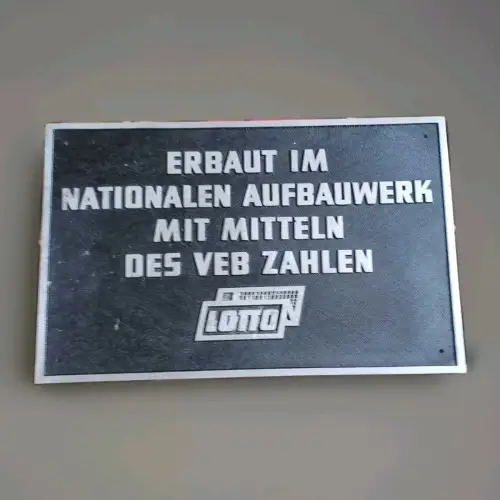 ERBAUT IM
NATIONALEN AUFBAUWERK
MIT MITTELN
DES VEB ZAHLEN
LOTTO